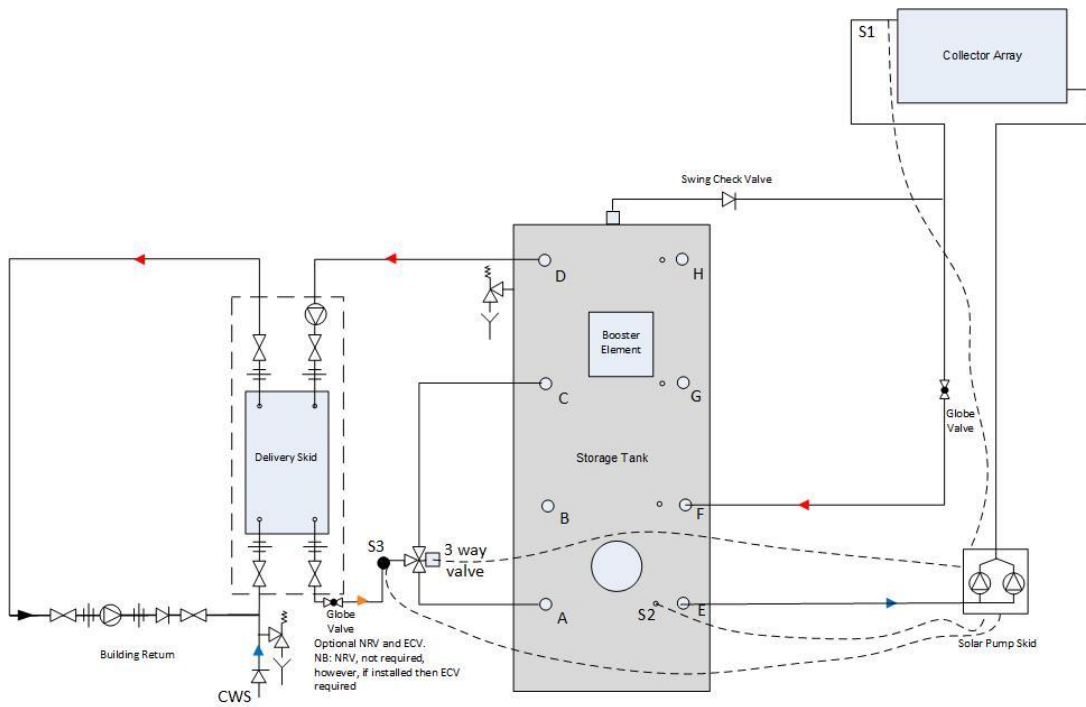 S1
Collector Array
Swing Check Valve
D
H
Booster
Element
C
G
Globe
Valve
Delivery Skid
Storage Tank
B
F
S3
3 way
valve
A
S2
E
Globe
Valve
Optional NRV and ECV.
NB: NRV, not required,
however, if installed then ECV
required
Building Return
CWS
Solar Pump Skid